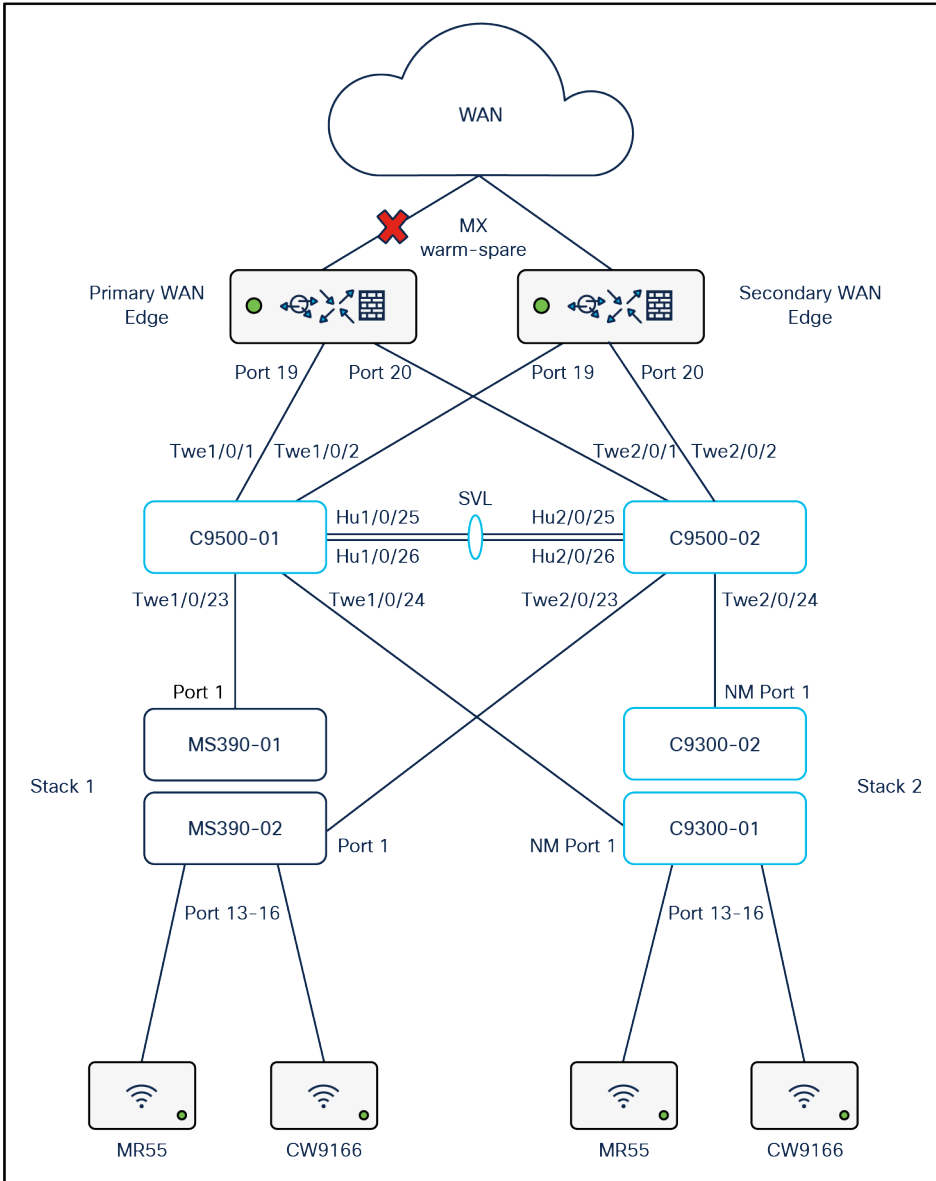 WAN
MX
warm-spare
Primary WAN
Edge
Secondary WAN
Edge
Port 19
Port 20
Port 19
Port 20
Twe1/0/1
Twe1/0/2
Twe2/0/1
Twe2/0/2
SVL
Hu1/0/25
Hu2/0/25
C9500-01
C9500-02
Hu1/0/26
Hu2/0/26
Twe1/0/23
Twe1/0/24
Twe2/0/23
Twe2/0/24
Port 1
NM Port 1
MS390-01
C9300-02
Stack 1
Stack 2
MS390-02
C9300-01
Port 1
NM Port 1
Port 13-16
Port 13-16
MR55
CW9166
MR55
CW9166